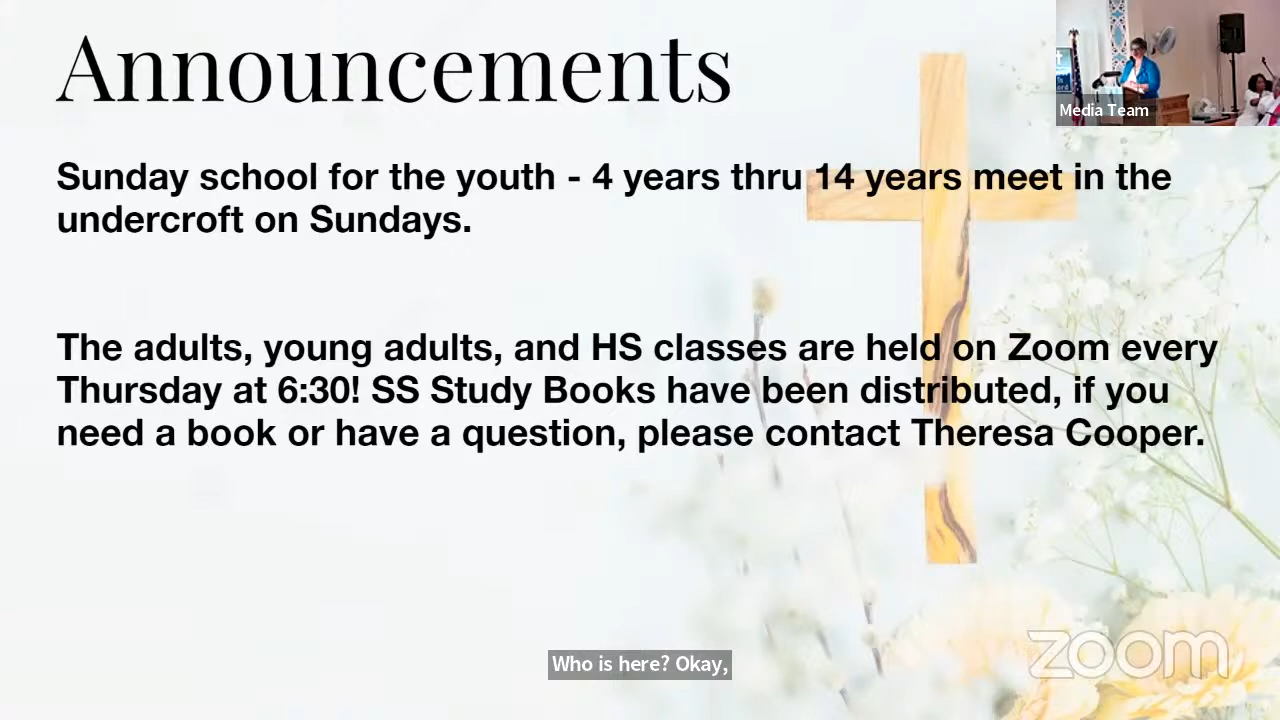 Announcements
Media Team
Sunday school for the youth - 4 years thru 14 years meet in the
undercroft on Sundays.
The adults, young adults, and HS classes are held on Zoom every
Thursday at 6:30! SS Study Books have been distributed, if you
need a book or have a question, please contact Theresa Cooper.
Who is here? Okay,
zoom